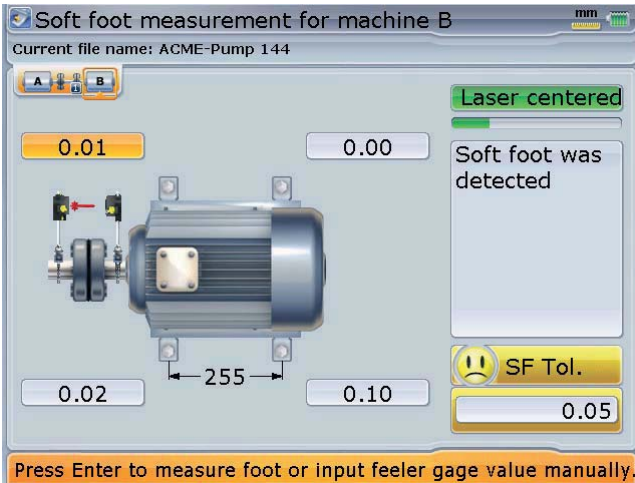 Soft foot measurement for machine B
mm
Current file name: ACME-Pump 144
A
1
B
Laser centered
0.01
0.00
Soft foot was
detected
255
0.02
0.10
SF Tol.
0.05
Press Enter to measure foot or input feeler gage value manually.